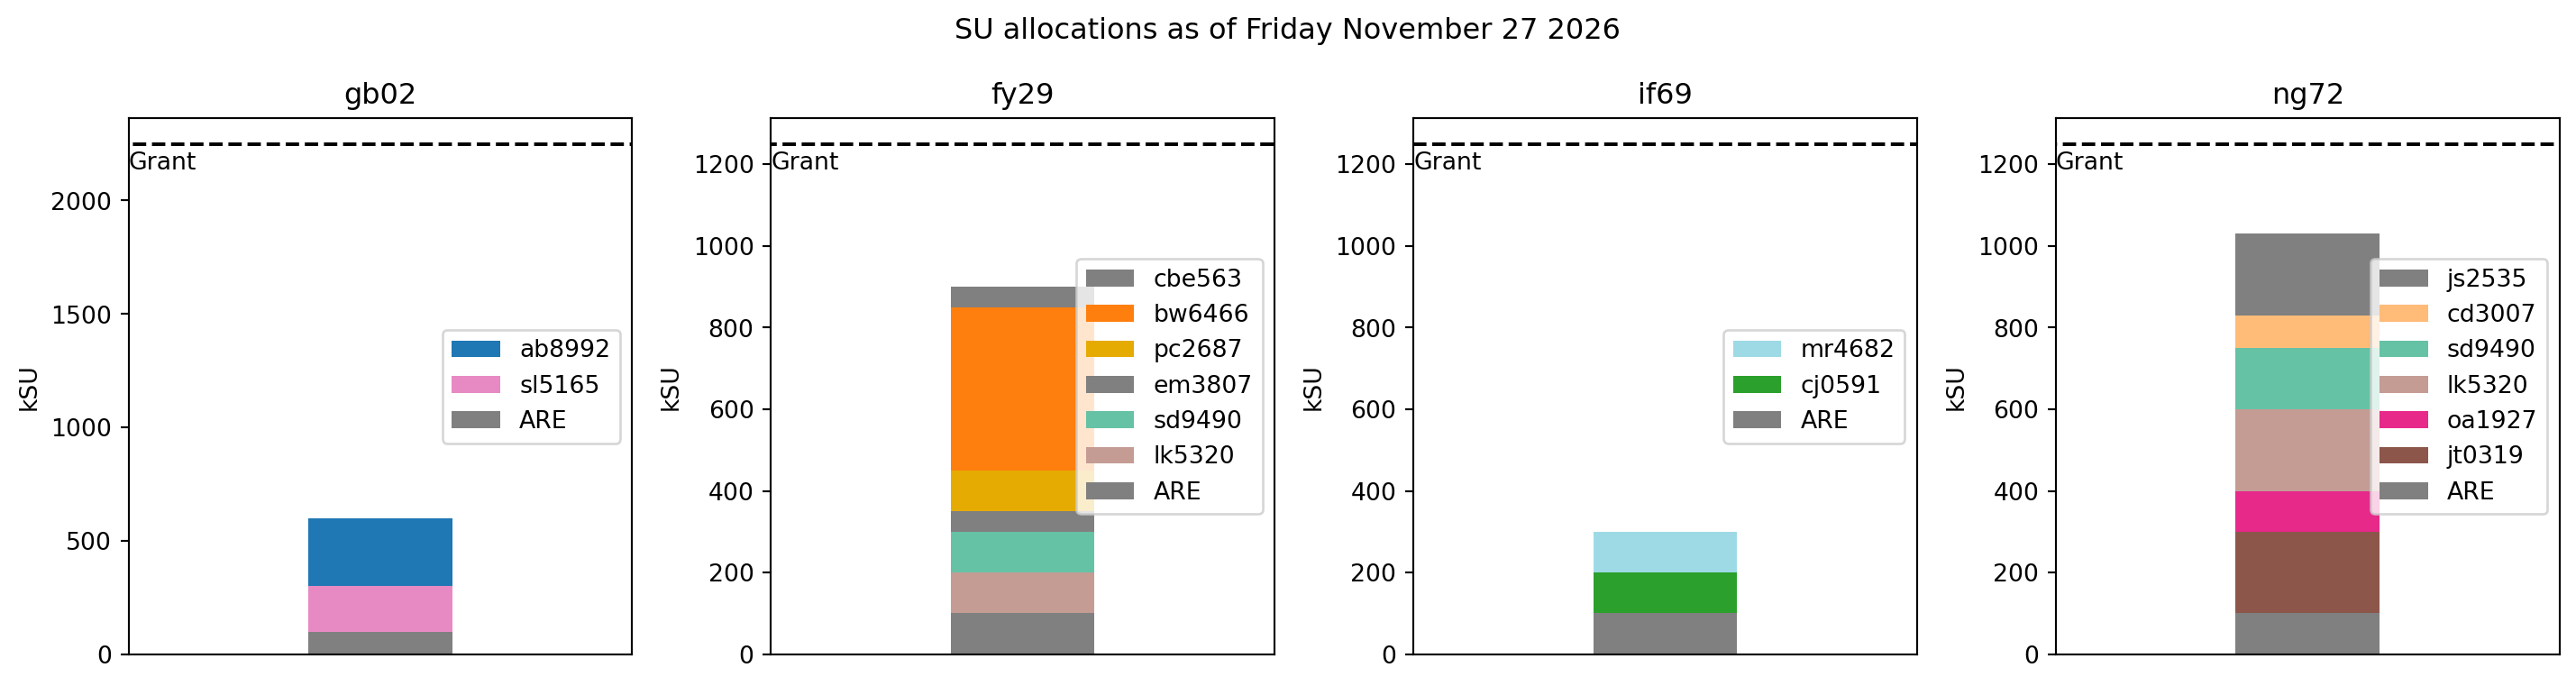 SU allocations as of Friday November 27 2026
gb02
kSU
2000
1500
1000
500
0
Grant
ab8992
sl5165
ARE
fy29
kSU
1200
1000
800
600
400
200
0
Grant
cbe563
bw6466
pc2687
em3807
sd9490
lk5320
ARE
if69
kSU
1200
1000
800
600
400
200
0
Grant
mr4682
cj0591
ARE
ng72
kSU
1200
1000
800
600
400
200
0
Grant
js2535
cd3007
sd9490
lk5320
oa1927
jt0319
ARE